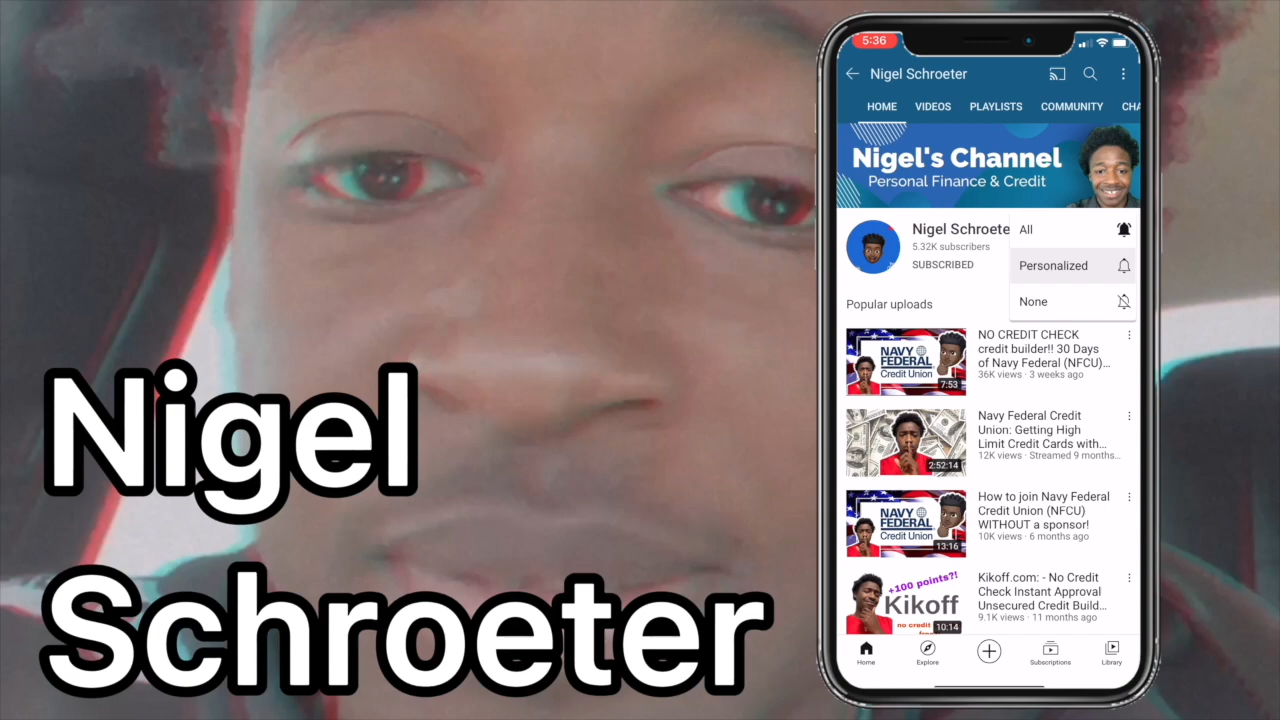 Nigel
Schroeter
5:36
Nigel Schroeter
HOME VIDEOS PLAYLISTS COMMUNITY CHA
Nigel's Channel
Personal Finance & Credit
Nigel Schroete
5.32K subscribers
SUBSCRIBED
All
Personalized
None
Popular uploads
NAVY
FEDERAL
Credit Union
7:53
NO CREDIT CHECK
credit builder!! 30 Days
of Navy Federal (NFCU)...
36K views · 3 weeks ago
2:52:14
Navy Federal Credit
Union: Getting High
Limit Credit Cards with...
12K views · Streamed 9 months...
NAVY
FEDERAL
Credit Union
13:16
How to join Navy Federal
Credit Union (NFCU)
WITHOUT a sponsor!
10K views · 6 months ago
+100 points?!
Kikoff
no credit
10:14
Kikoff.com: - No Credit
Check Instant Approval
Unsecured Credit Build...
9.1K views · 11 months ago
Home Explore Subscriptions Library